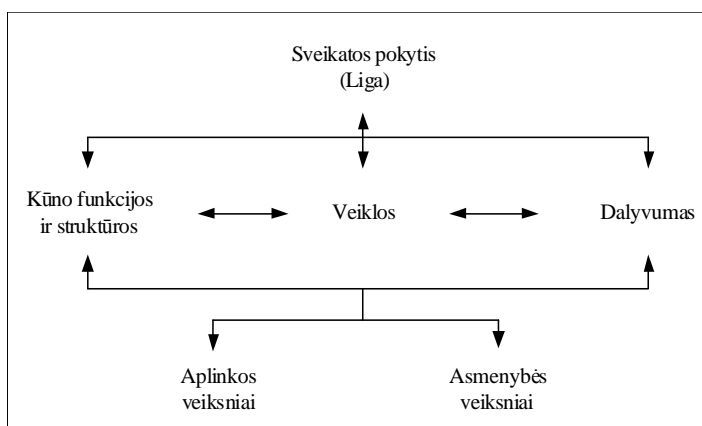 Sveikatos pokytis
(Liga)
Kūno funkcijos
ir struktūros
Veiklos
Dalyvumas
Aplinkos
veiksniai
Asmenybės
veiksniai